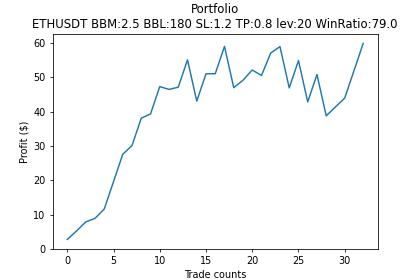 Portfolio
ETHUSDT BBM:2.5 BBL:180 SL:1.2 TP:0.8 lev:20 WinRatio:79.0
60
50
40
30
20
10
0
Profit ($)
0 5 10 15 20 25 30
Trade counts